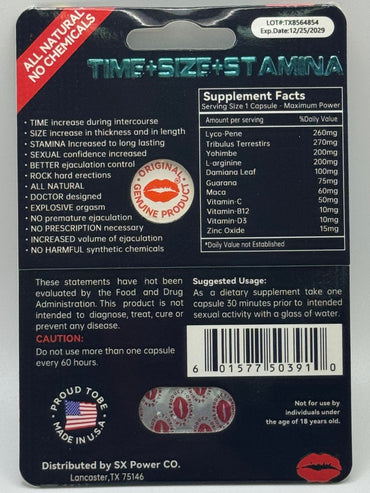 ALL NATURAL
NO CHEMICALS
LOT#:TX8564854
Exp.Date:12/25/2029
TIME+SIZE+STAMINA
• TIME increase during intercourse
• SIZE increase in thickness and in length
• STAMINA Increased to long lasting
• SEXUAL confidence increased
• BETTER ejaculation control
• ROCK hard erections
• ALL NATURAL
• DOCTOR designed
• EXPLOSIVE orgasm
• NO premature ejaculation
• NO PRESCRIPTION necessary
• INCREASED volume of ejaculation
• NO HARMFUL synthetic chemicals
• ORIGINAL •
GENUINE PRODUCT
Supplement Facts
Serving Size 1 Capsule - Maximum Power
Amount per serving %Daily Value
Lyco-Pene 260mg
Tribulus Terrestris 270mg
Yohimbe 200mg
L-arginine 200mg
Damiana Leaf 100mg
Guarana 75mg
Maca 60mg
Vitamin-C 50mg
Vitamin-B12 10mg
Vitamin-D3 10mg
Zinc Oxide 15mg
*Daily Value not Established
These statements have not been
evaluated by the Food and Drug
Administration. This product is not
intended to diagnose, treat, cure or
prevent any disease.
CAUTION:
Do not use more than one capsule
every 60 hours.
Suggested Usage:
As a dietary supplement take one
capsule 30 minutes prior to intended
sexual activity with a glass of water.
6 01577 50391 0
PROUD TO BE
MADE IN U.S.A
Not for use by
individuals under
the age of 18 years old.
Distributed by SX Power CO.
Lancaster,TX 75146